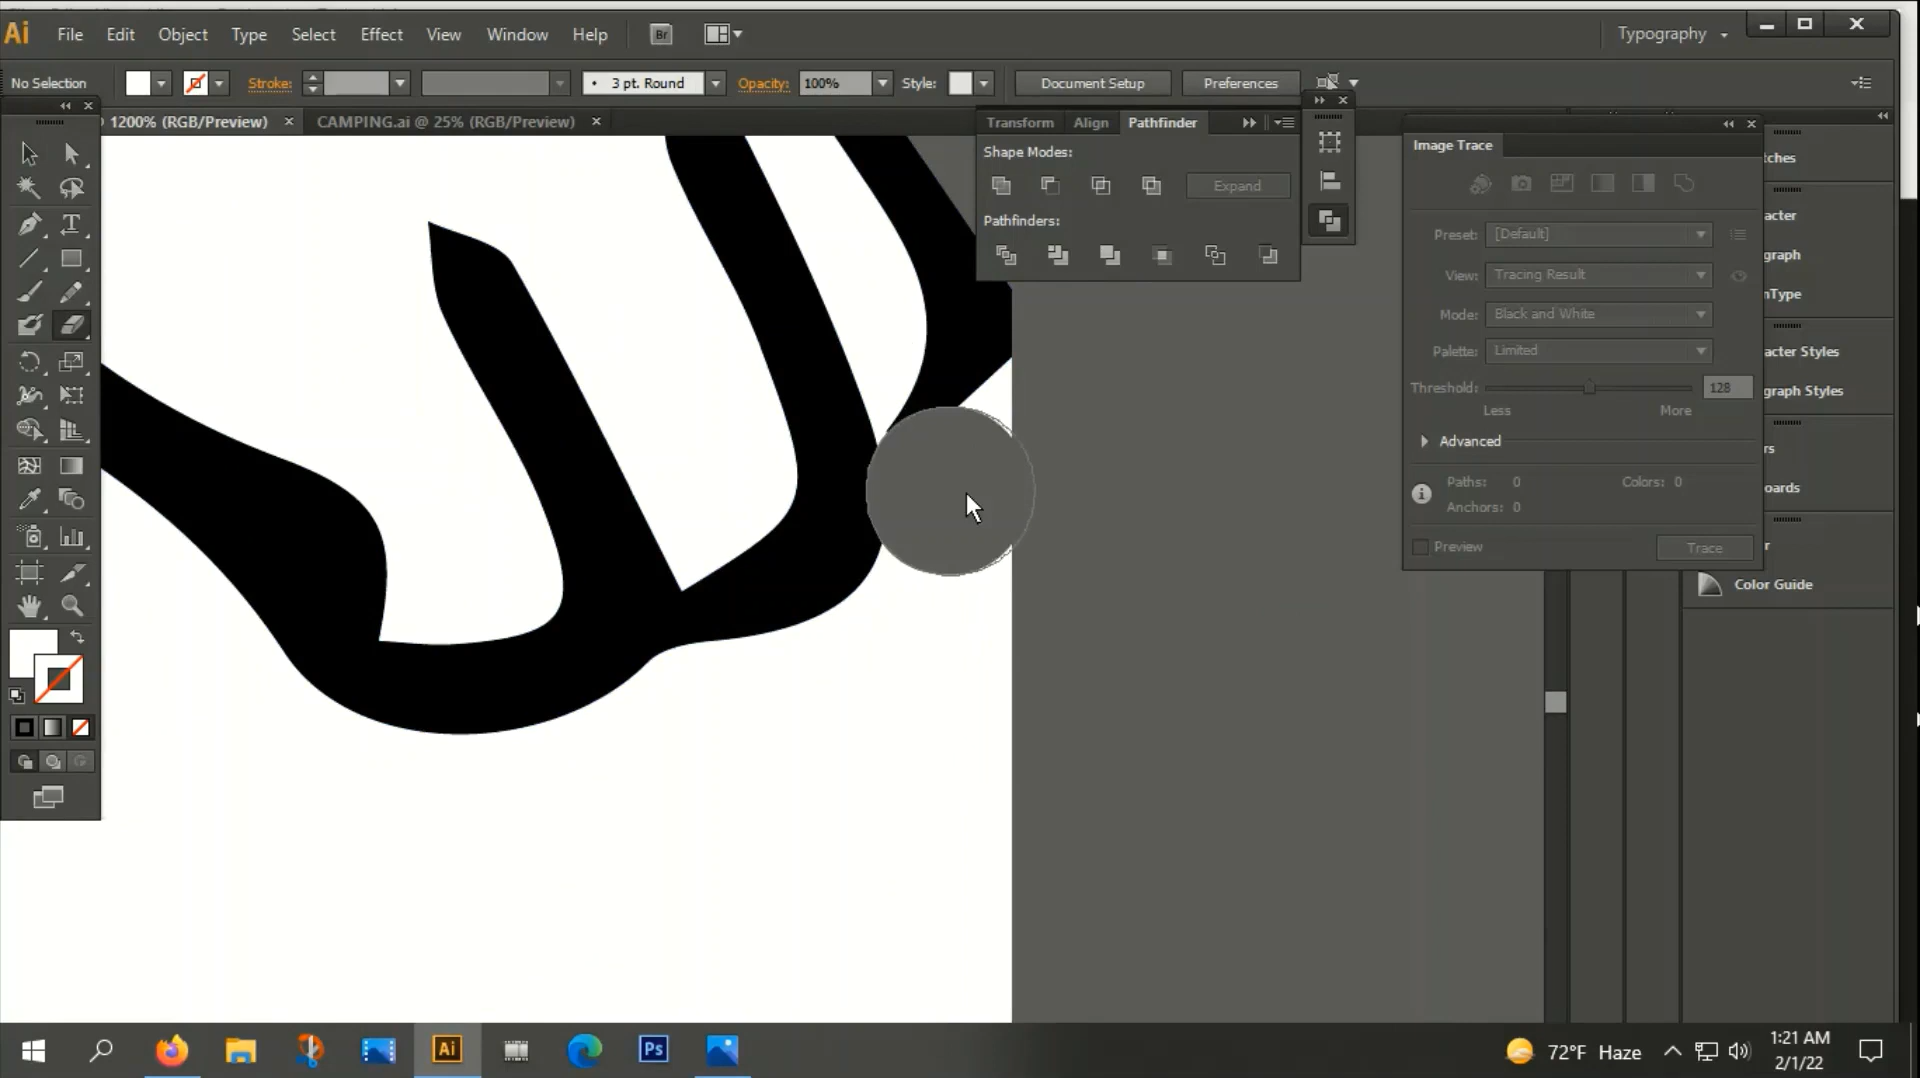 Ai File Edit Object Type Select Effect View Window Help Br Typography
No Selection Stroke: 3 pt. Round Opacity: 100% Style: Document Setup Preferences
1200% (RGB/Preview) × CAMPING.ai @ 25% (RGB/Preview) ×
Transform Align Pathfinder
Shape Modes:
Expand
Pathfinders:
Image Trace
Preset: [Default]
View: Tracing Result
Mode: Black and White
Palette: Limited
Threshold: 128
Less More
Advanced
Paths: 0 Colors: 0
Anchors: 0
Preview Trace
tches
acter
graph
nType
acter Styles
graph Styles
rs
oards
r
Color Guide
Ai Ps
72°F Haze
1:21 AM
2/1/22